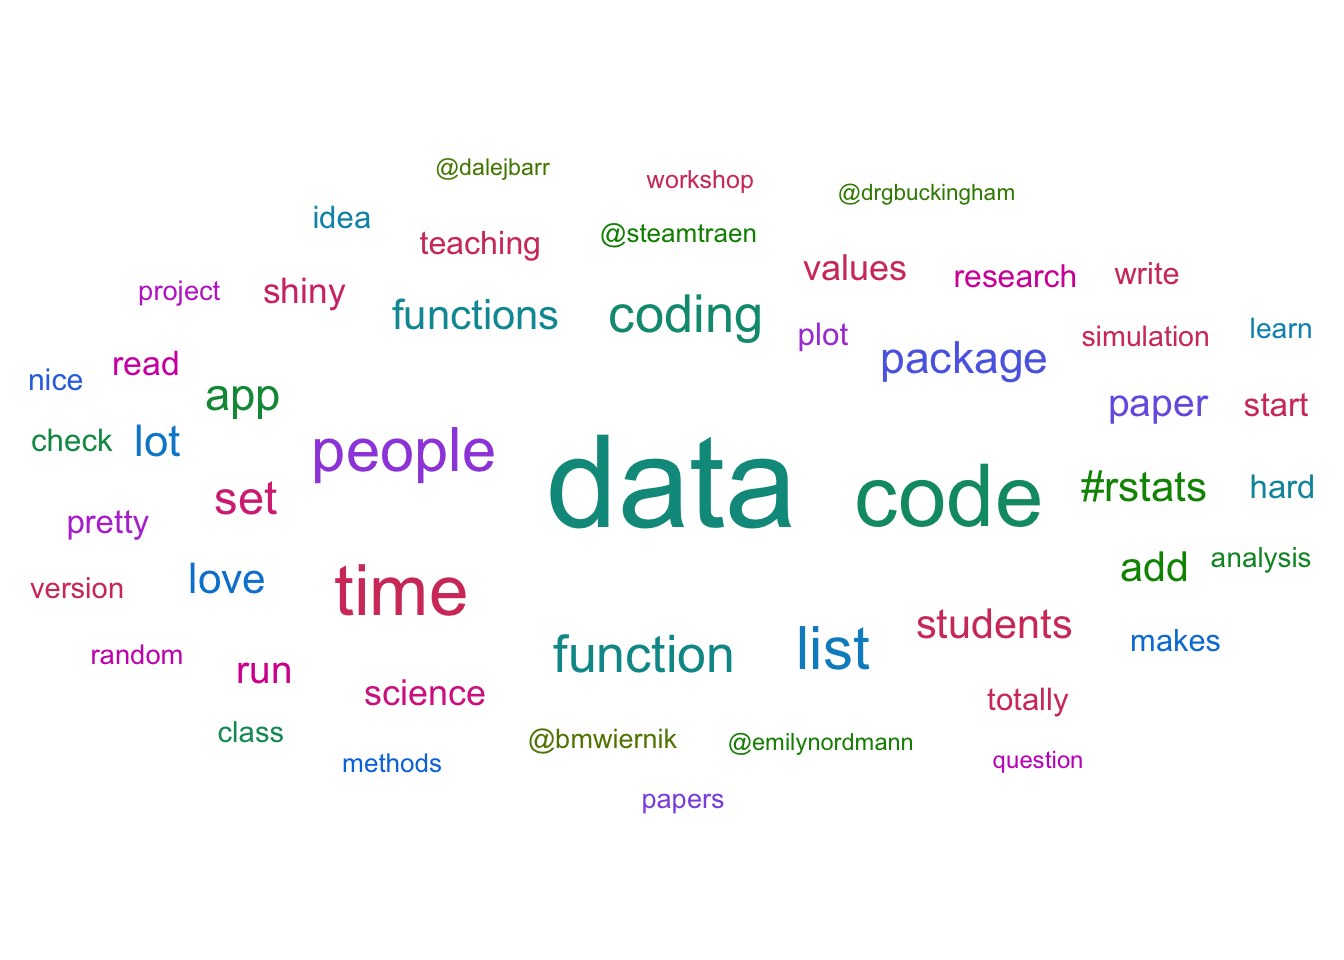 @dalejbarr
workshop
@drgbuckingham
idea
teaching
@steamtraen
values
research
write
project
shiny
functions
coding
plot
package
simulation
learn
nice
read
app
paper
start
check
lot
people
data
code
#rstats
hard
pretty
set
version
love
time
add
analysis
random
run
science
function
list
students
makes
class
methods
@bmwiernik
@emilynordmann
totally
question
papers